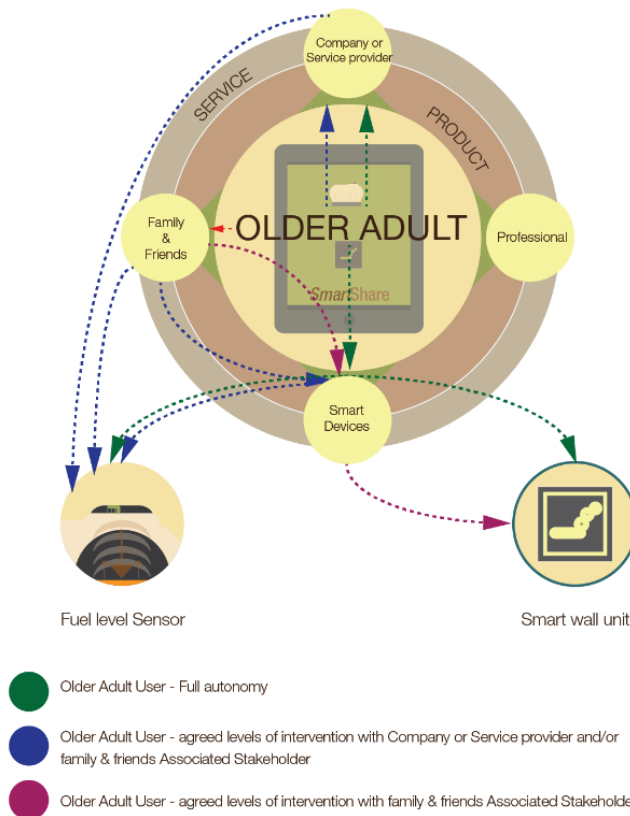 Company or
Service provider
SERVICE
PRODUCT
Family
&
Friends
OLDER ADULT
Professional
SmartShare
Smart
Devices
Fuel level Sensor
Smart wall unit
Older Adult User - Full autonomy
Older Adult User - agreed levels of intervention with Company or Service provider and/or
family & friends Associated Stakeholder
Older Adult User - agreed levels of intervention with family & friends Associated Stakeholde